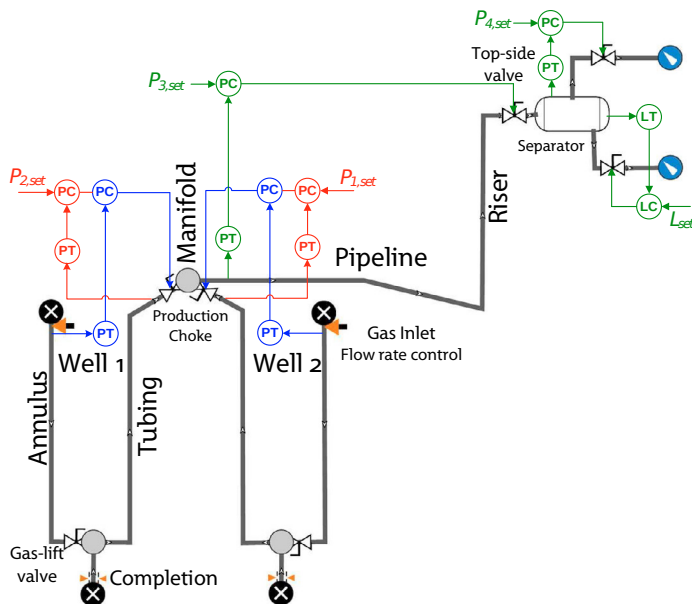 P4,set
PC
Top-side
valve
PT
P3,set
PC
LT
Separator
P2,set
PC
PC
Manifold
PC
PC
P1,set
Riser
LC
Lset
PT
PT
PT
Pipeline
Production
Choke
PT
Well 1
PT
Well 2
Gas Inlet
Flow rate control
Annulus
Tubing
Gas-lift
valve
Completion